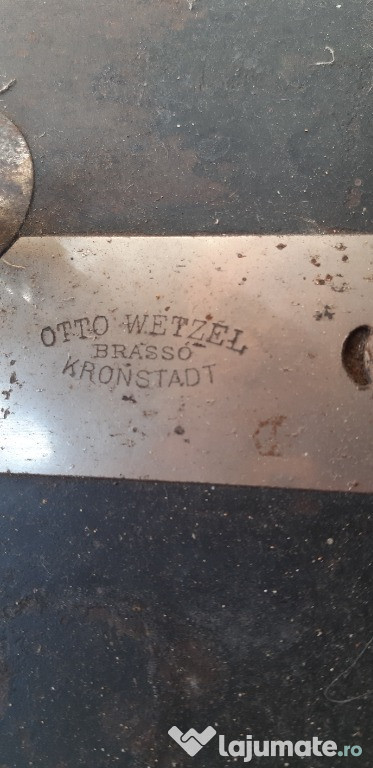 OTTO WETZEL
BRASSÓ
KRONSTADT
lajumate.ro